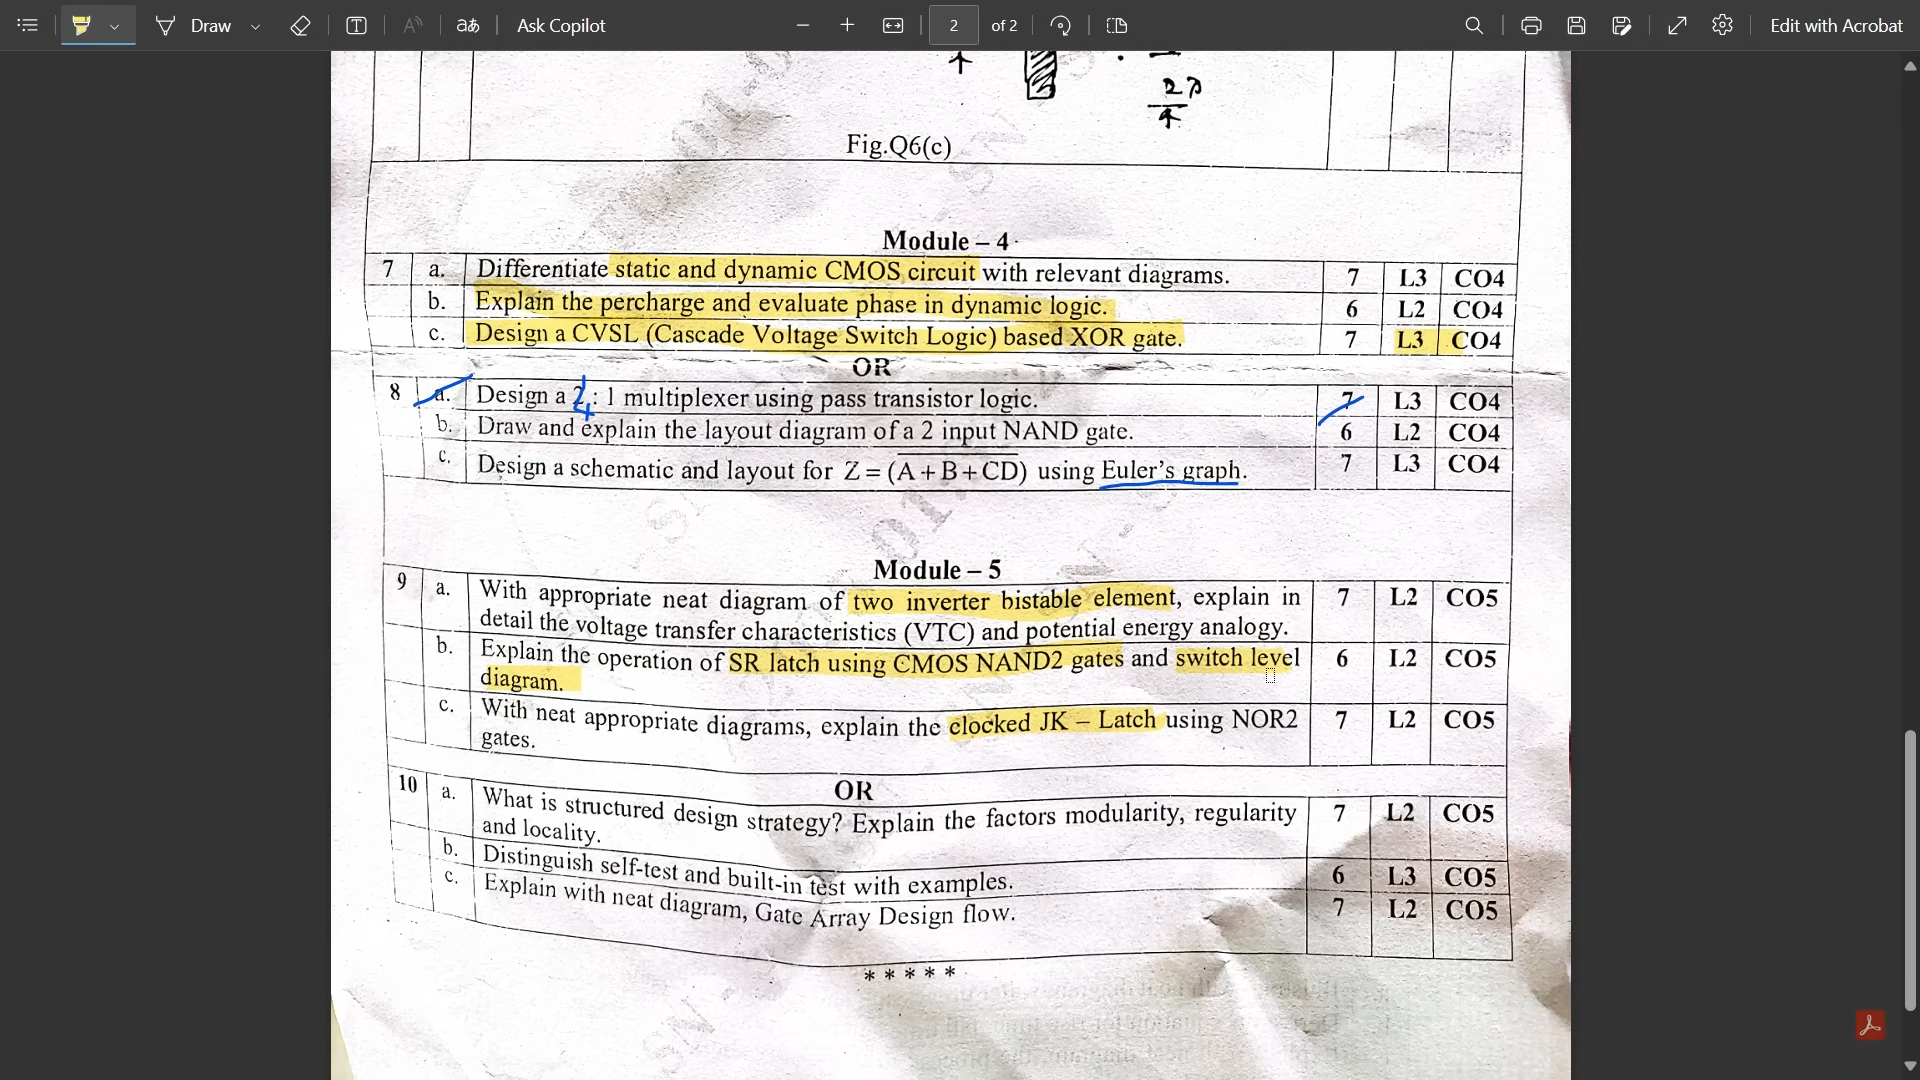 Draw
Ask Copilot
2 of 2
Edit with Acrobat
2λ
Fig.Q6(c)
Module – 4
7 a. Differentiate static and dynamic CMOS circuit with relevant diagrams. 7 L3 CO4
b. Explain the percharge and evaluate phase in dynamic logic. 6 L2 CO4
c. Design a CVSL (Cascade Voltage Switch Logic) based XOR gate. 7 L3 CO4
OR
8 a. Design a 4 : 1 multiplexer using pass transistor logic. 7 L3 CO4
b. Draw and explain the layout diagram of a 2 input NAND gate. 6 L2 CO4
c. Design a schematic and layout for Z = (A + B + CD) using Euler's graph. 7 L3 CO4
Module – 5
9 a. With appropriate neat diagram of two inverter bistable element, explain in 7 L2 CO5
detail the voltage transfer characteristics (VTC) and potential energy analogy.
b. Explain the operation of SR latch using CMOS NAND2 gates and switch level 6 L2 CO5
diagram.
c. With neat appropriate diagrams, explain the clocked JK – Latch using NOR2 7 L2 CO5
gates.
OR
10 a. What is structured design strategy? Explain the factors modularity, regularity 7 L2 CO5
and locality.
b. Distinguish self-test and built-in test with examples. 6 L3 CO5
c. Explain with neat diagram, Gate Array Design flow. 7 L2 CO5
* * * * *